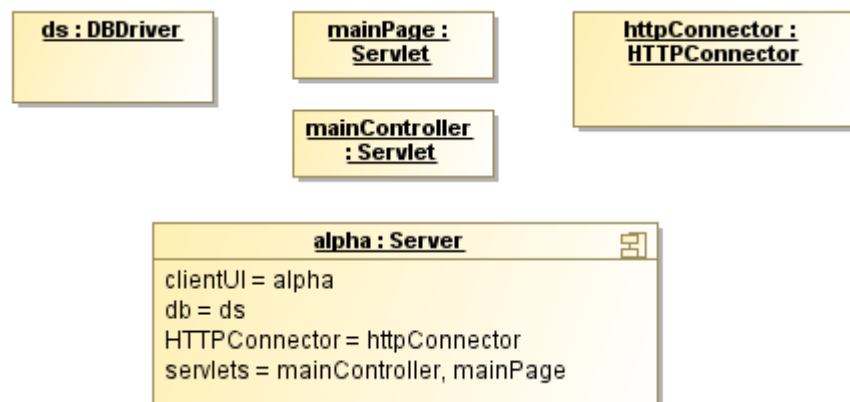 ds : DBDriver
mainPage :
Servlet
httpConnector :
HTTPConnector
mainController
: Servlet
alpha : Server
clientUI = alpha
db = ds
HTTPConnector = httpConnector
servlets = mainController, mainPage